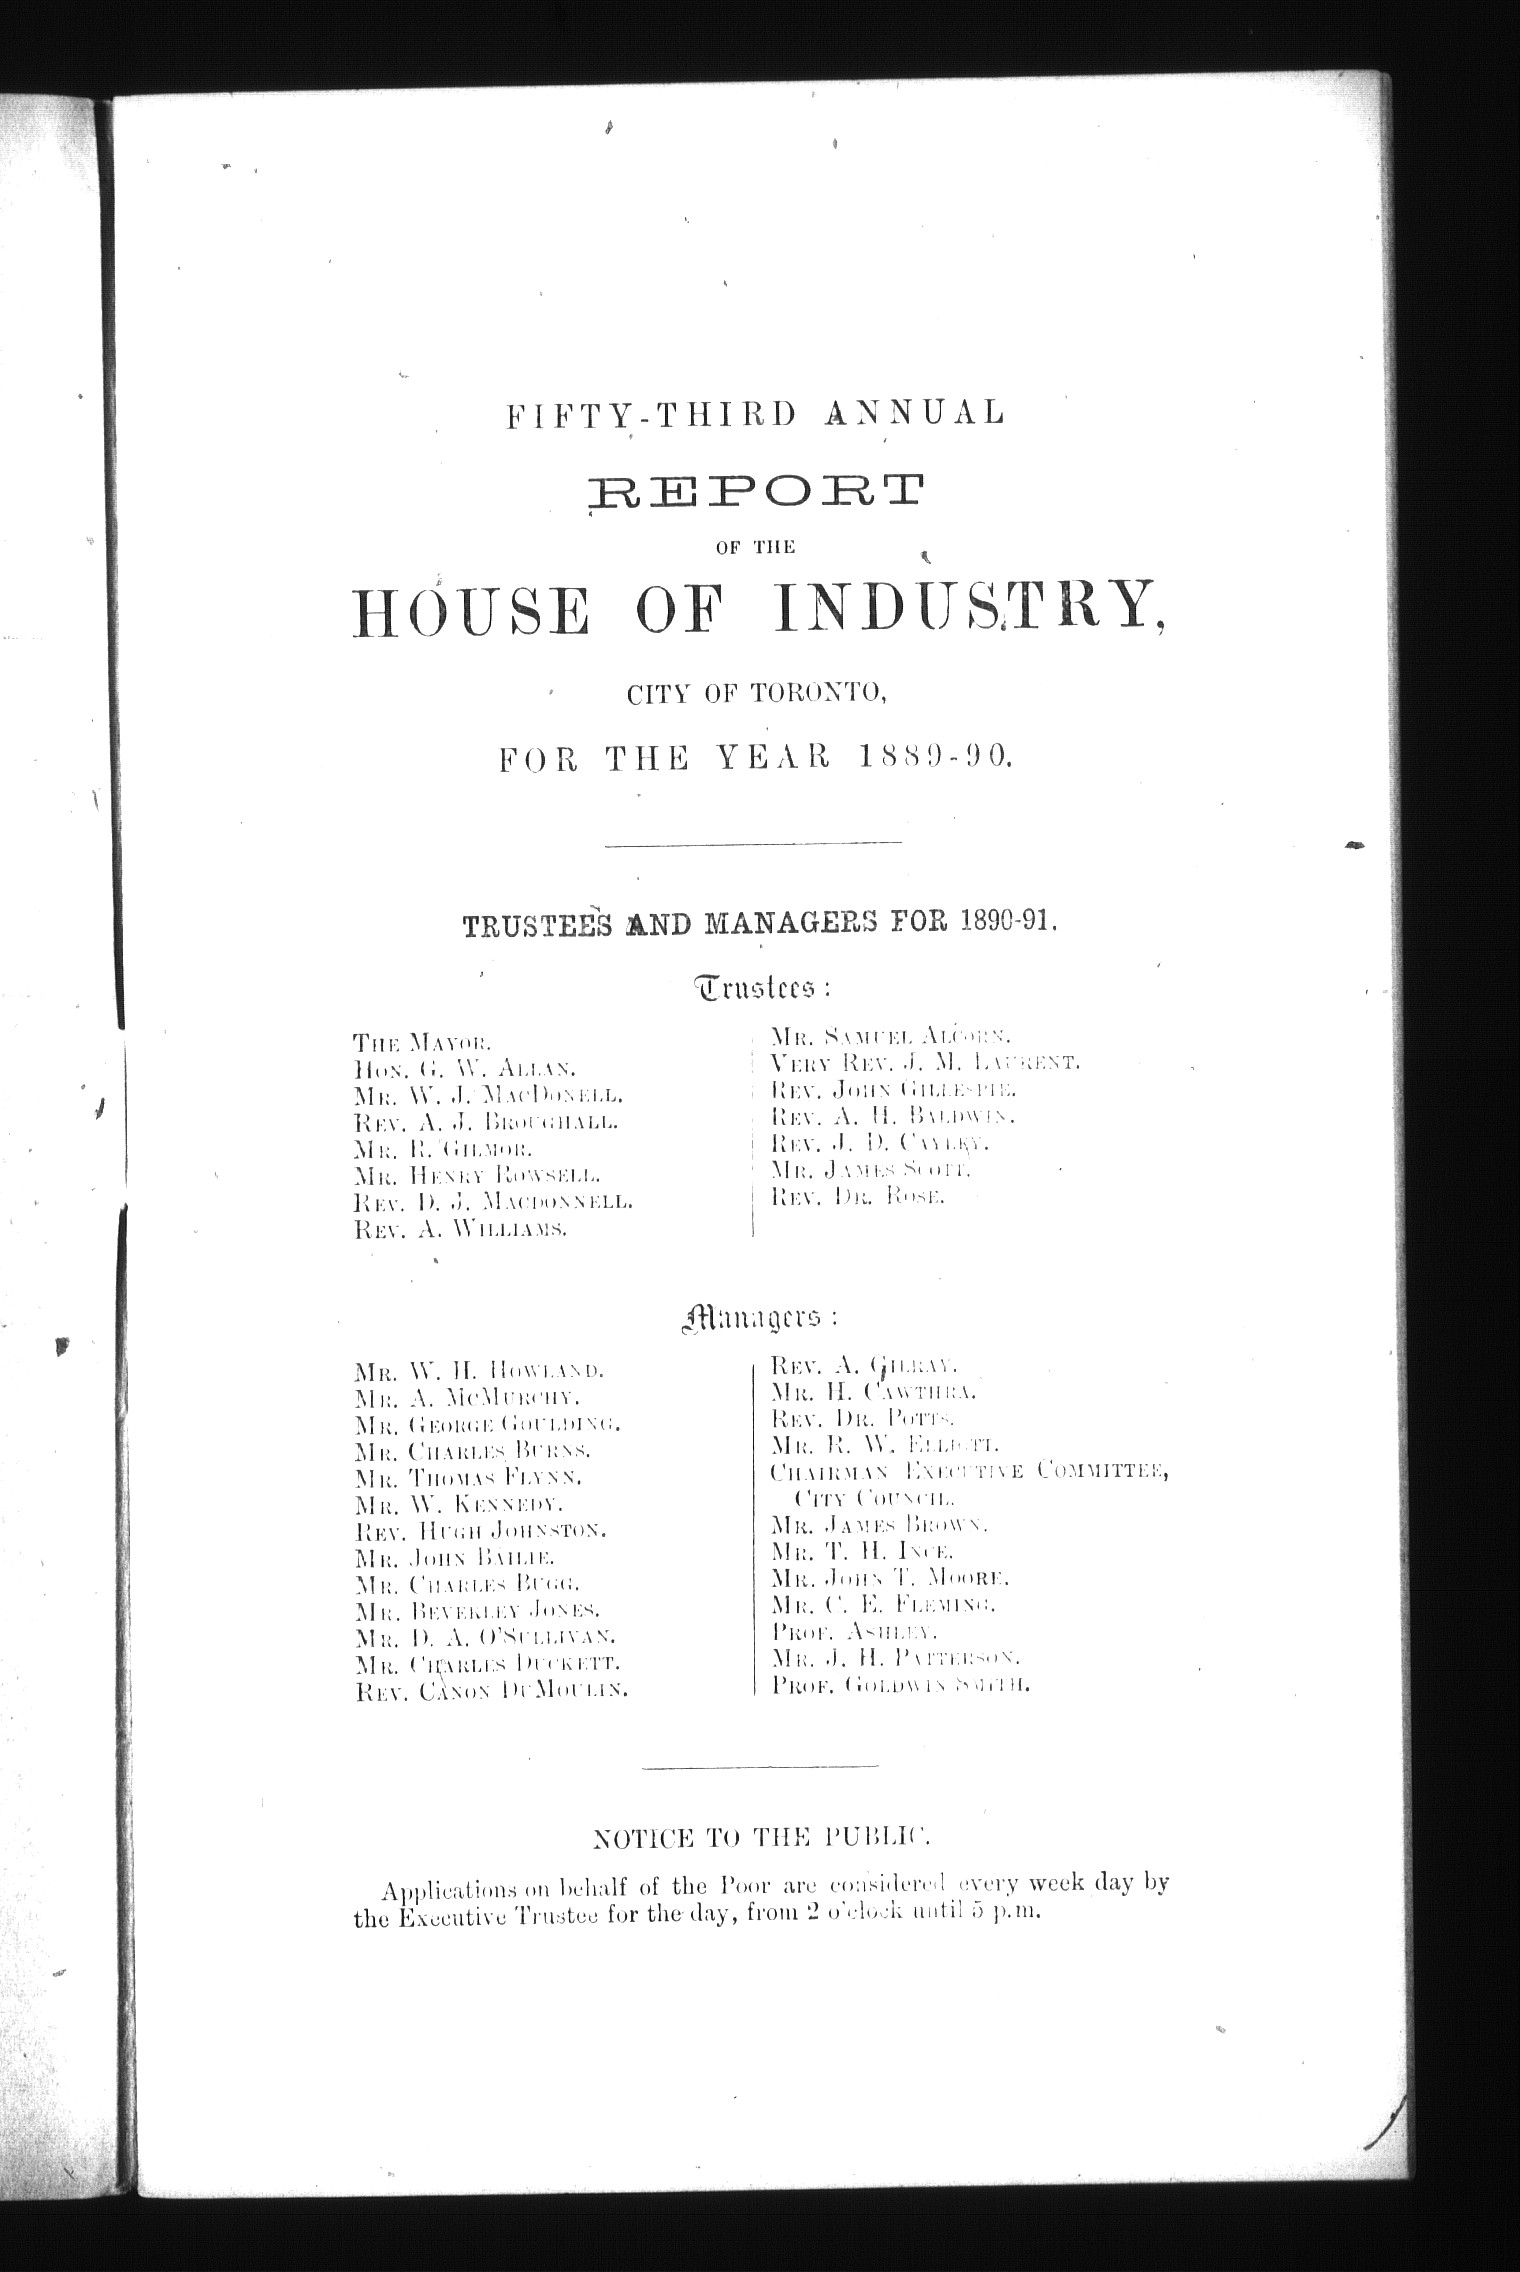 FIFTY-THIRD ANNUAL
REPORT
OF THE
HOUSE OF INDUSTRY,
CITY OF TORONTO,
FOR THE YEAR 1889-90.
TRUSTEES AND MANAGERS FOR 1890-91.
Trustees:
THE MAYOR.
HON. G. W. ALLAN.
MR. W. J. MACDONELL.
REV. A. J. BROUGHALL.
MR. R. GILMOR.
MR. HENRY ROWSELL.
REV. D. J. MACDONNELL.
REV. A. WILLIAMS.
MR. SAMUEL ALCORN.
VERY REV. J. M. LAURENT.
REV. JOHN GILLESPIE.
REV. A. H. BALDWIN.
REV. J. D. CAYLEY.
MR. JAMES SCOTT.
REV. DR. ROSE.
Managers:
MR. W. H. HOWLAND.
MR. A. MCMURCHY.
MR. GEORGE GOULDING.
MR. CHARLES BURNS.
MR. THOMAS FLYNN.
MR. W. KENNEDY.
REV. HUGH JOHNSTON.
MR. JOHN BAILIE.
MR. CHARLES BUGG.
MR. BEVERLEY JONES.
MR. D. A. O'SULLIVAN.
MR. CHARLES DUCKETT.
REV. CANON DUMOULIN.
REV. A. GILRAY.
MR. H. CAWTHRA.
REV. DR. POTTS.
MR. R. W. ELLIOTT.
CHAIRMAN EXECUTIVE COMMITTEE,
CITY COUNCIL.
MR. JAMES BROWN.
MR. T. H. INCE.
MR. JOHN T. MOORE.
MR. C. E. FLEMING.
PROF. ASHLEY.
MR. J. H. PATTERSON.
PROF. GOLDWIN SMITH.
NOTICE TO THE PUBLIC.
Applications on behalf of the Poor are considered every week day by
the Executive Trustee for the day, from 2 o'clock until 5 p.m.